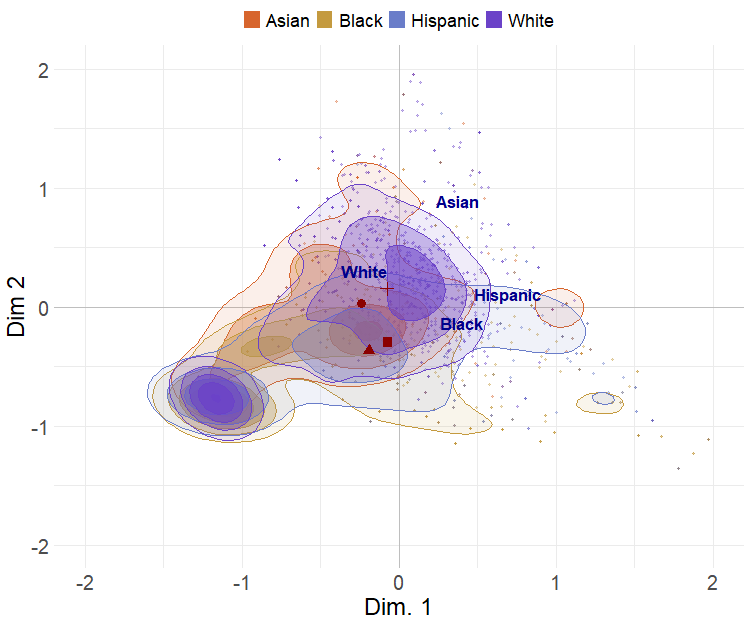 Asian Black Hispanic White
2
1
0
-1
-2
Dim 2
Asian
White
Hispanic
Black
-2 -1 0 1 2
Dim. 1